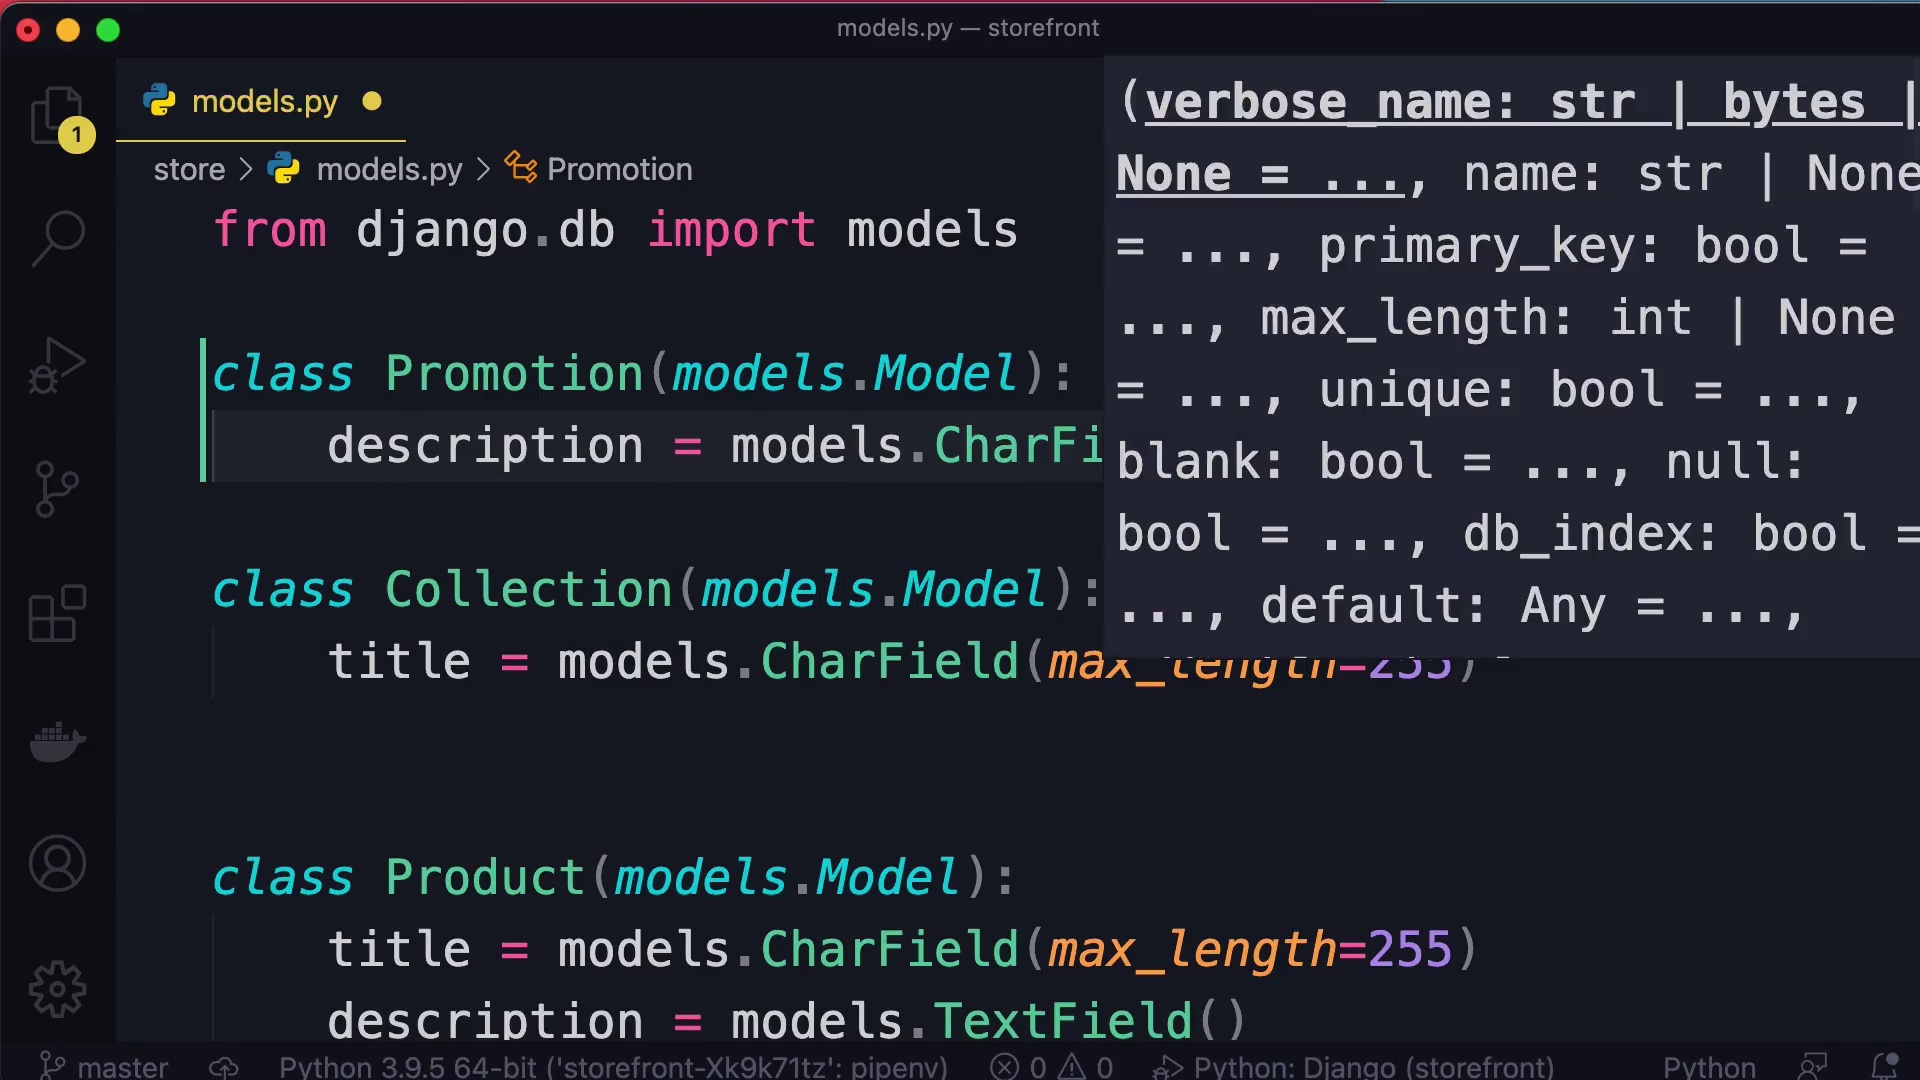 models.py — storefront
models.py
1
store > models.py > Promotion
from django.db import models
class Promotion(models.Model):
description = models.CharFi
class Collection(models.Model):
title = models.CharField(max_length=255)
class Product(models.Model):
title = models.CharField(max_length=255)
description = models.TextField()
(verbose_name: str | bytes |
None = ..., name: str | None
= ..., primary_key: bool =
..., max_length: int | None
= ..., unique: bool = ...,
blank: bool = ..., null:
bool = ..., db_index: bool =
..., default: Any = ...,
master Python 3.9.5 64-bit ('storefront-Xk9k71tz': pipenv) 0 0 Python: Django (storefront) Python